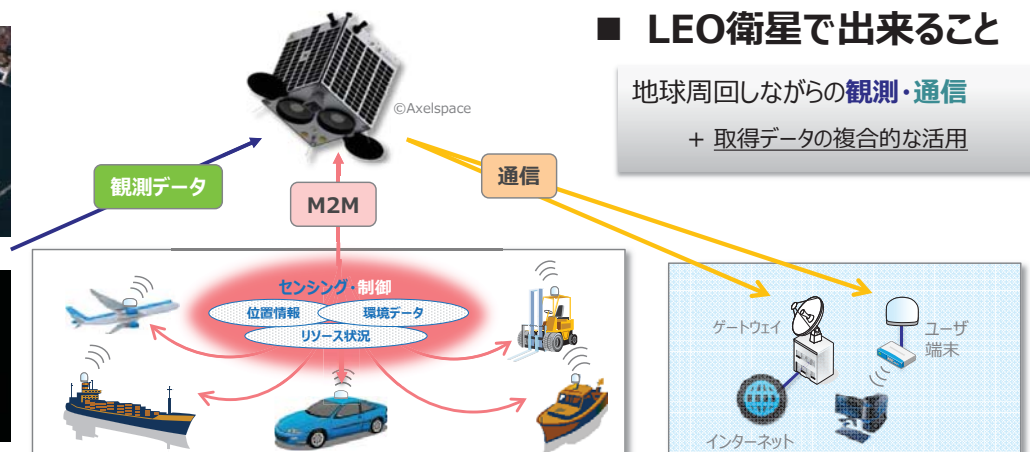 ■ LEO衛星で出来ること
地球周回しながらの観測・通信
+ 取得データの複合的な活用
©Axelspace
観測データ
M2M
通信
センシング・制御
位置情報
環境データ
リソース状況
ゲートウェイ
ユーザ
端末
インターネット